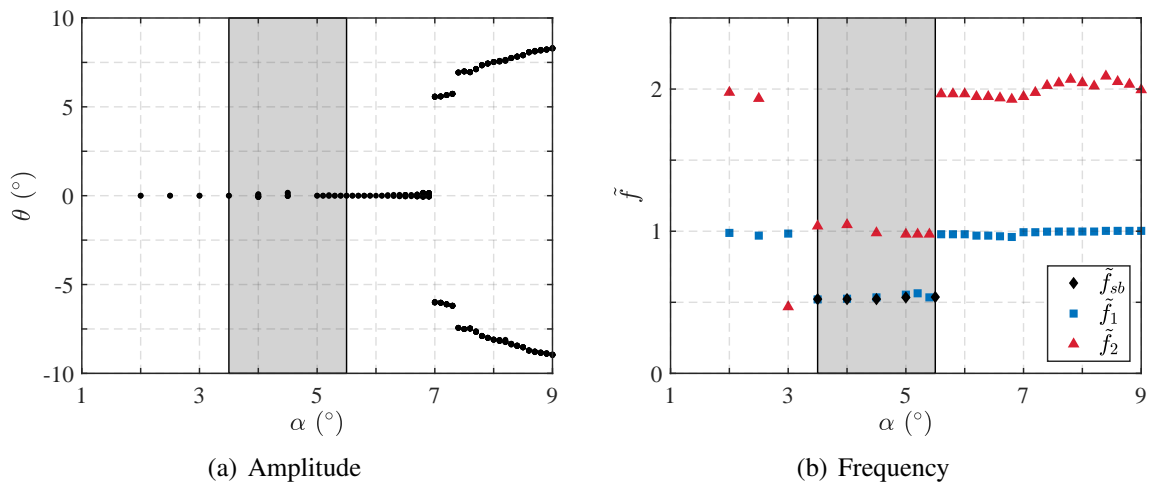 10
5
0
-5
-10
θ (°)
1 3 5 7 9
α (°)
(a) Amplitude
2
1
0
f̃
f̃sb
f̃1
f̃2
1 3 5 7 9
α (°)
(b) Frequency